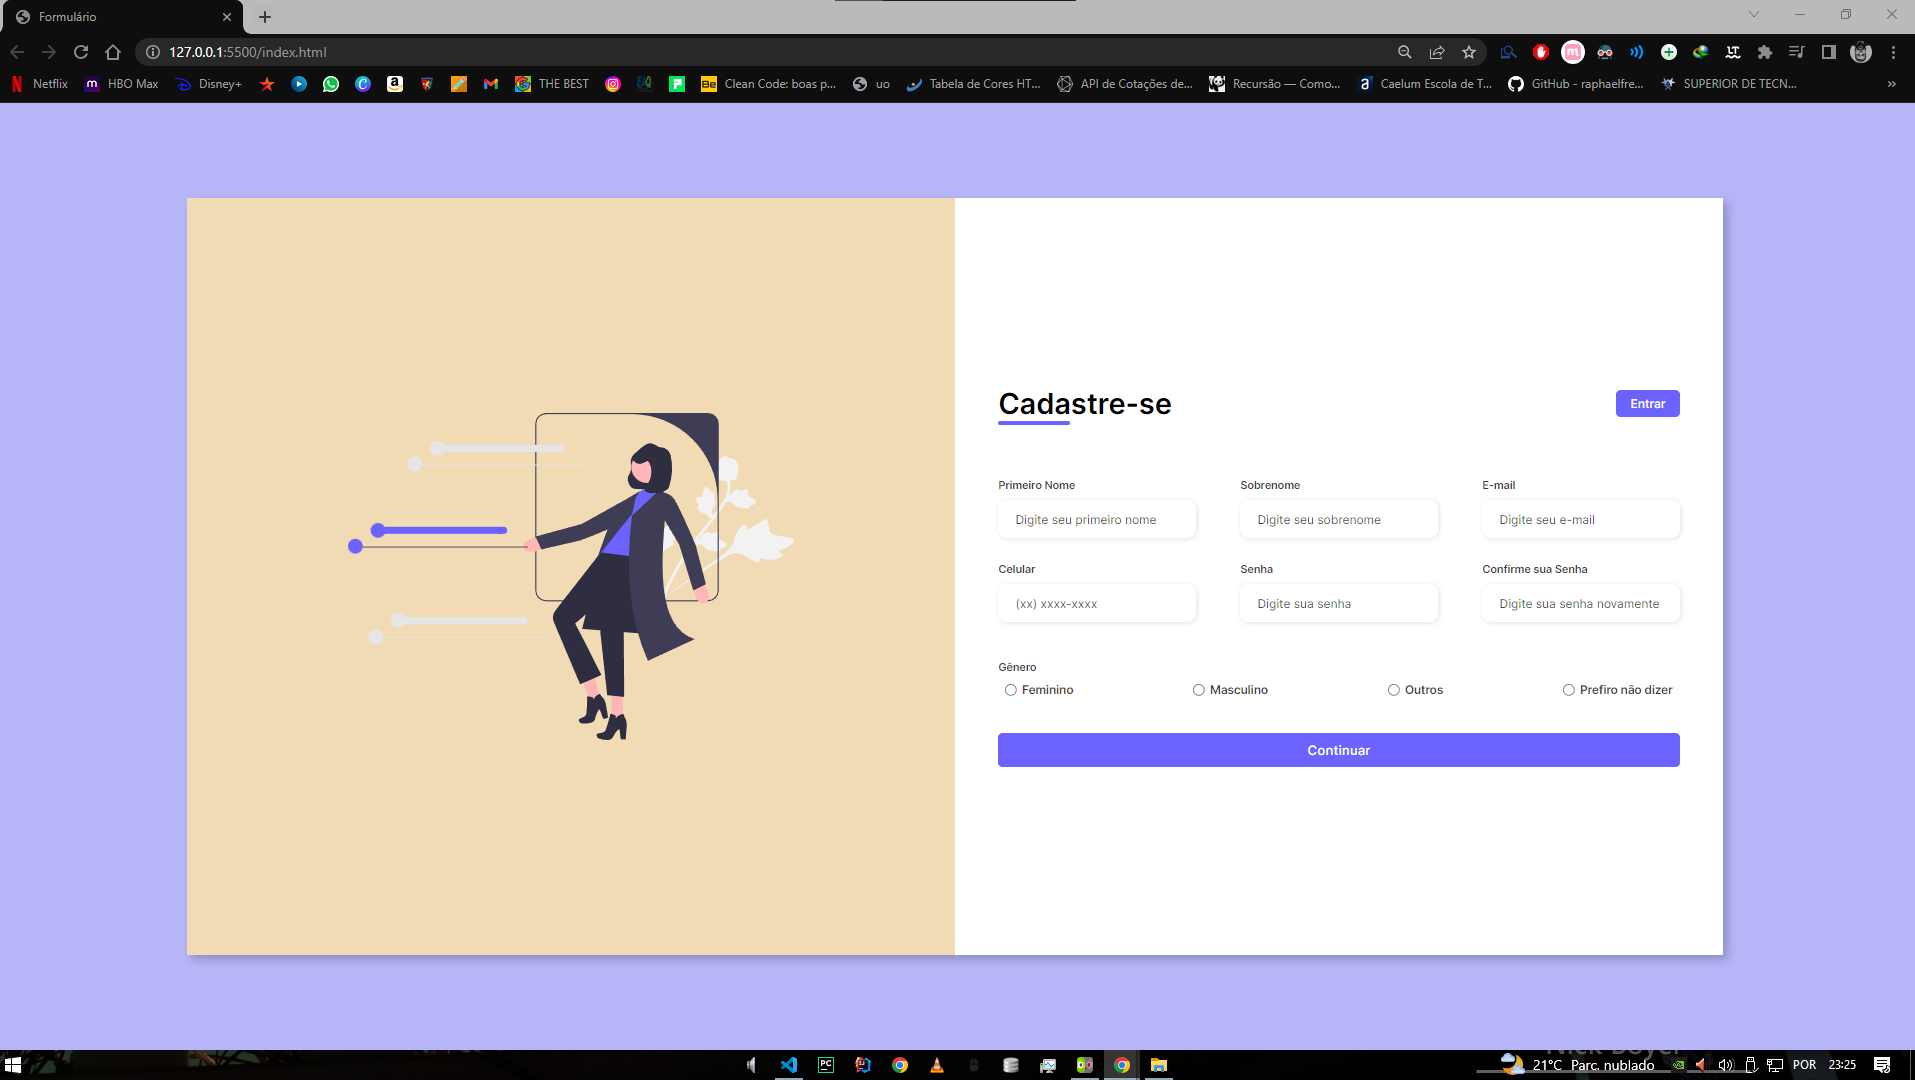 Formulário
127.0.0.1:5500/index.html
Netflix HBO Max Disney+ THE BEST Clean Code: boas p... uo Tabela de Cores HT... API de Cotações de... Recursão — Como... Caelum Escola de T... GitHub - raphaelfre... SUPERIOR DE TECN...
Cadastre-se Entrar
Primeiro Nome Sobrenome E-mail
Digite seu primeiro nome Digite seu sobrenome Digite seu e-mail
Celular Senha Confirme sua Senha
(xx) xxxx-xxxx Digite sua senha Digite sua senha novamente
Gênero
Feminino Masculino Outros Prefiro não dizer
Continuar
21°C Parc. nublado POR 23:25